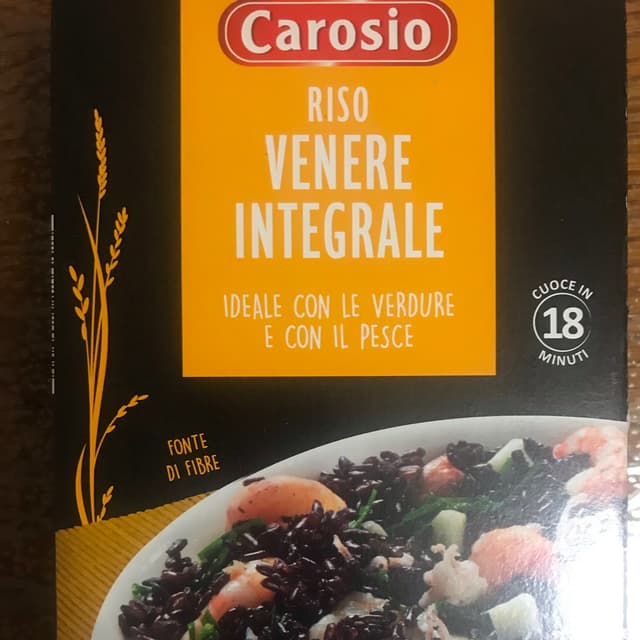 Carosio
RISO
VENERE
INTEGRALE
IDEALE CON LE VERDURE
E CON IL PESCE
CUOCE IN
18
MINUTI
FONTE
DI FIBRE